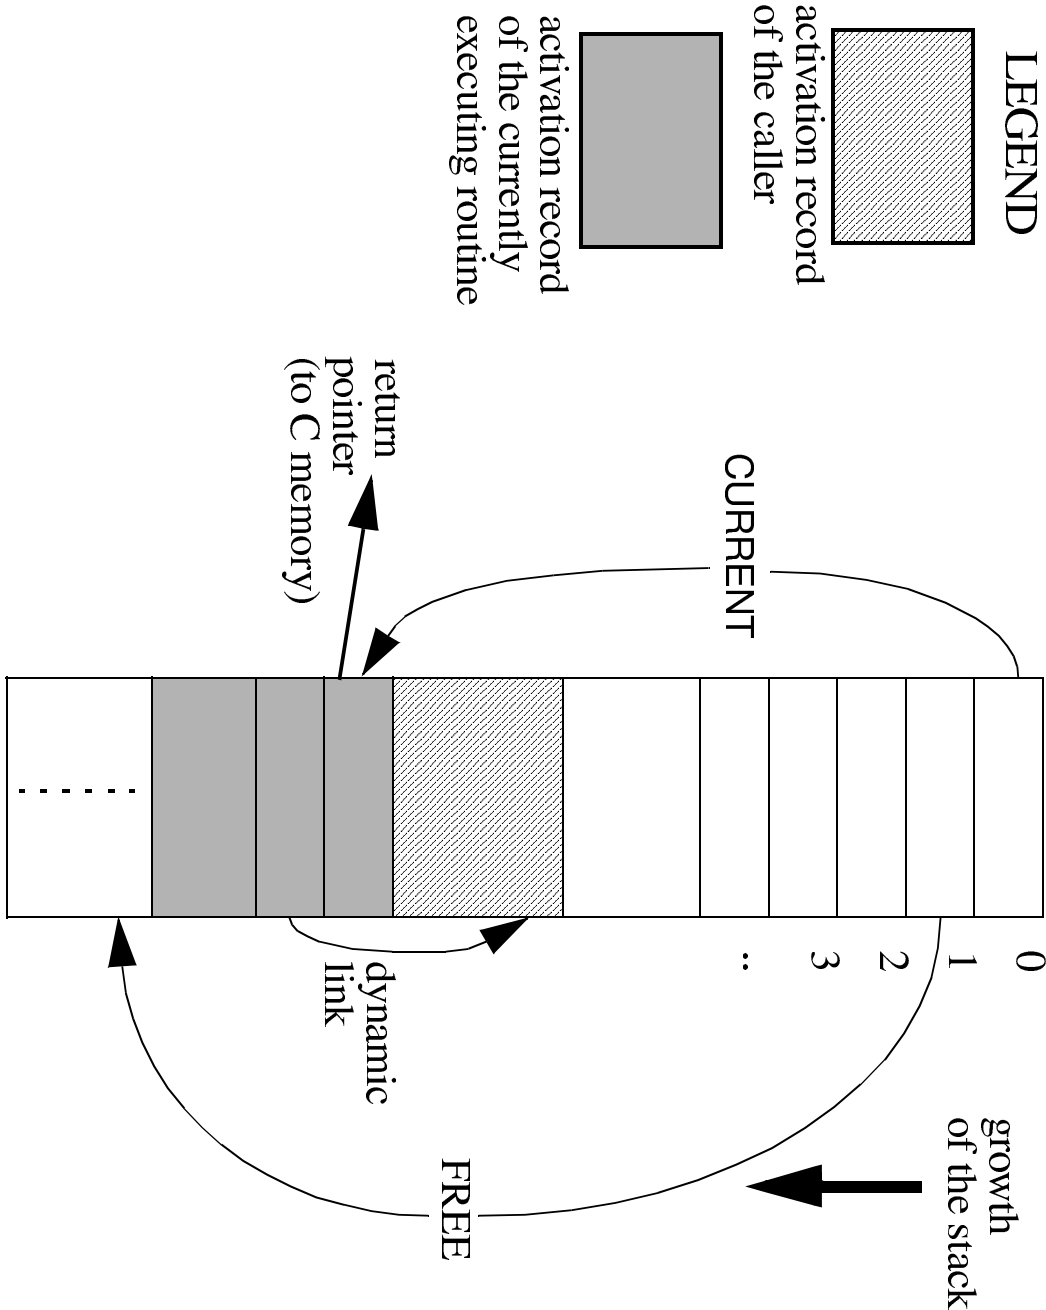 LEGEND
activation record
of the caller
activation record
of the currently
executing routine
CURRENT
return
pointer
(to C memory)
0
1
2
3
..
dynamic
link
growth
of the stack
FREE